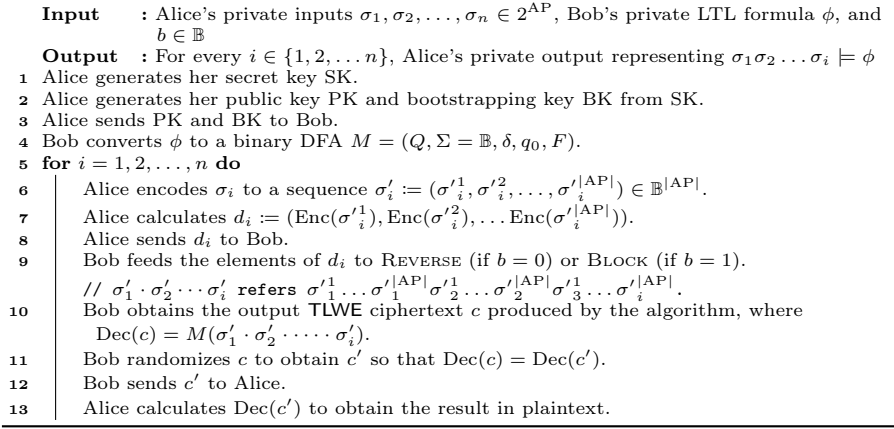 Input : Alice's private inputs σ₁, σ₂, . . . , σₙ ∈ 2^AP, Bob's private LTL formula ϕ, and
b ∈ 𝔹
Output : For every i ∈ {1, 2, . . . n}, Alice's private output representing σ₁σ₂ . . . σᵢ ⊨ ϕ
1 Alice generates her secret key SK.
2 Alice generates her public key PK and bootstrapping key BK from SK.
3 Alice sends PK and BK to Bob.
4 Bob converts ϕ to a binary DFA M = (Q, Σ = 𝔹, δ, q₀, F).
5 for i = 1, 2, . . . , n do
6 Alice encodes σᵢ to a sequence σ′ᵢ ≔ (σ′ᵢ^1, σ′ᵢ^2, . . . , σ′ᵢ^|AP|) ∈ 𝔹^|AP|.
7 Alice calculates dᵢ ≔ (Enc(σ′ᵢ^1), Enc(σ′ᵢ^2), . . . Enc(σ′ᵢ^|AP|)).
8 Alice sends dᵢ to Bob.
9 Bob feeds the elements of dᵢ to REVERSE (if b = 0) or BLOCK (if b = 1).
// σ′₁ · σ′₂ · · · σ′ᵢ refers σ′₁^1 . . . σ′₁^|AP| σ′₂^1 . . . σ′₂^|AP| σ′₃^1 . . . σ′ᵢ^|AP|.
10 Bob obtains the output TLWE ciphertext c produced by the algorithm, where
Dec(c) = M(σ′₁ · σ′₂ · · · · · σ′ᵢ).
11 Bob randomizes c to obtain c′ so that Dec(c) = Dec(c′).
12 Bob sends c′ to Alice.
13 Alice calculates Dec(c′) to obtain the result in plaintext.